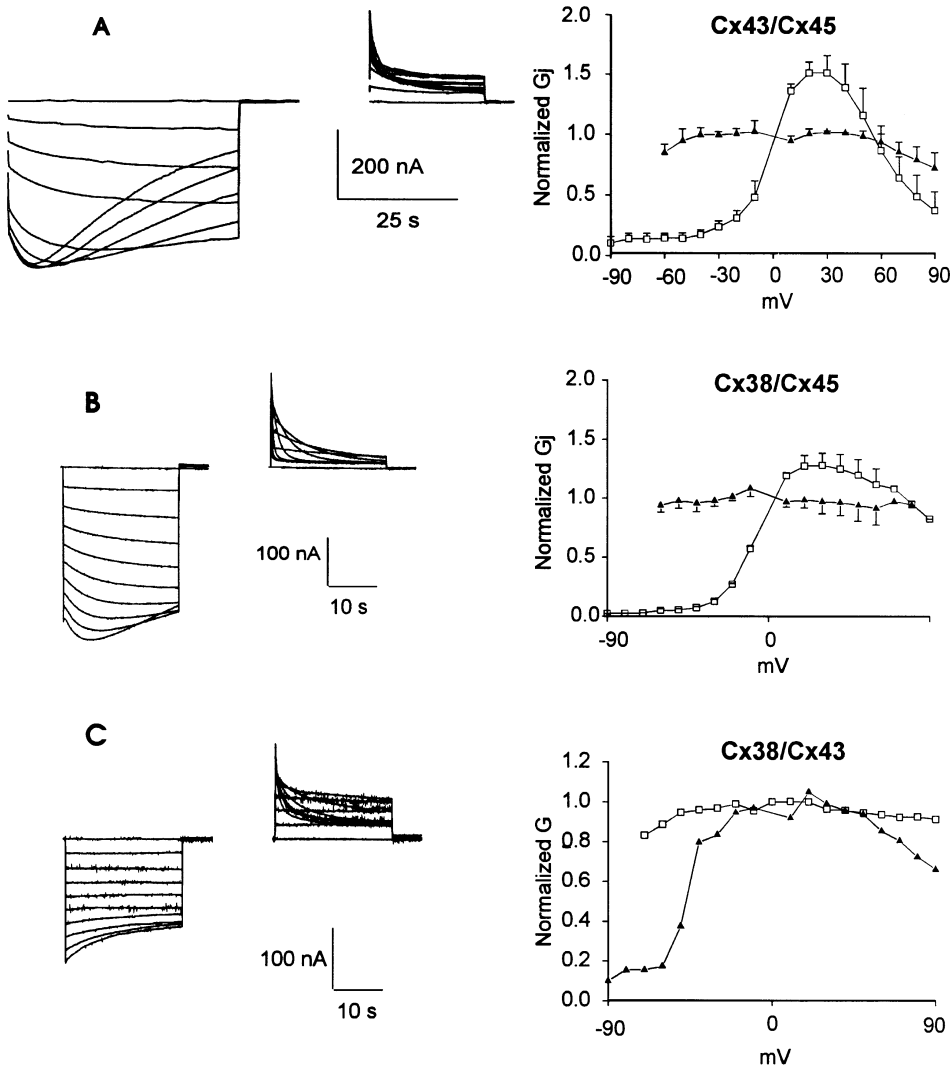 A
200 nA
25 s
Cx43/Cx45
Normalized Gj
2.0
1.5
1.0
0.5
0.0
-90 -60 -30 0 30 60 90
mV
B
100 nA
10 s
Cx38/Cx45
Normalized Gj
2.0
1.5
1.0
0.5
0.0
-90 0
mV
C
100 nA
10 s
Cx38/Cx43
Normalized G
1.2
1.0
0.8
0.6
0.4
0.2
0.0
-90 0 90
mV